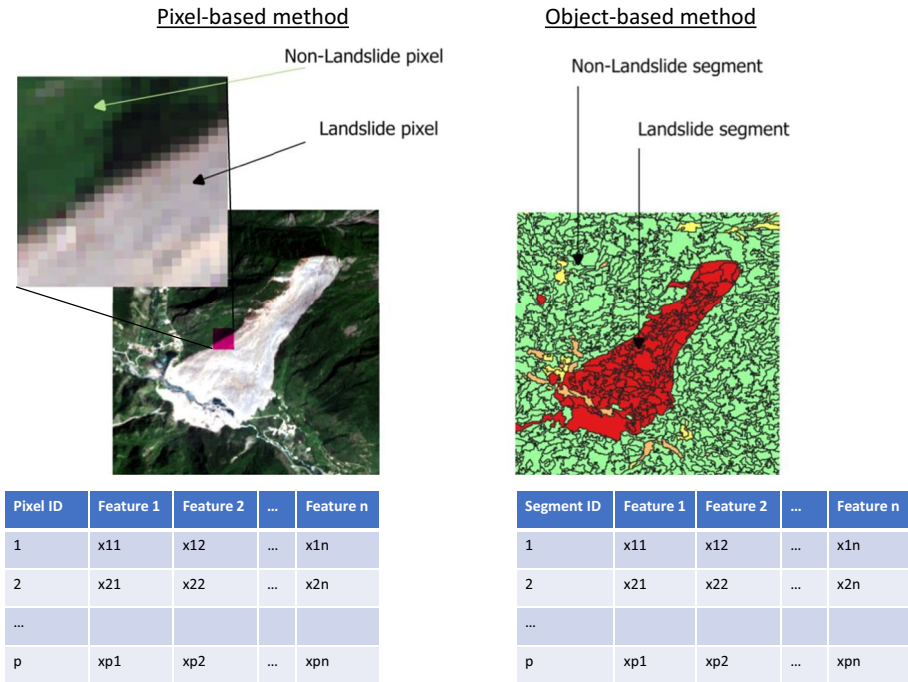 Pixel-based method
Object-based method
Non-Landslide pixel
Landslide pixel
Non-Landslide segment
Landslide segment
Pixel ID Feature 1 Feature 2 ... Feature n
1 x11 x12 ... x1n
2 x21 x22 ... x2n
...
p xp1 xp2 ... xpn
Segment ID Feature 1 Feature 2 ... Feature n
1 x11 x12 ... x1n
2 x21 x22 ... x2n
...
p xp1 xp2 ... xpn